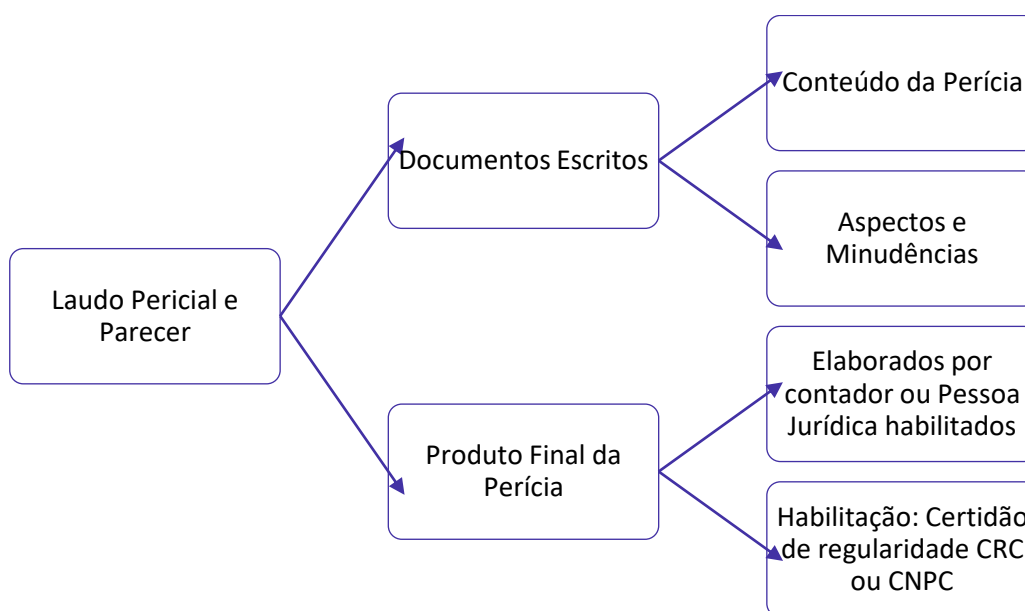 Laudo Pericial e
Parecer
Documentos Escritos
Conteúdo da Perícia
Aspectos e
Minudências
Produto Final da
Perícia
Elaborados por
contador ou Pessoa
Jurídica habilitados
Habilitação: Certidão
de regularidade CRC
ou CNPC